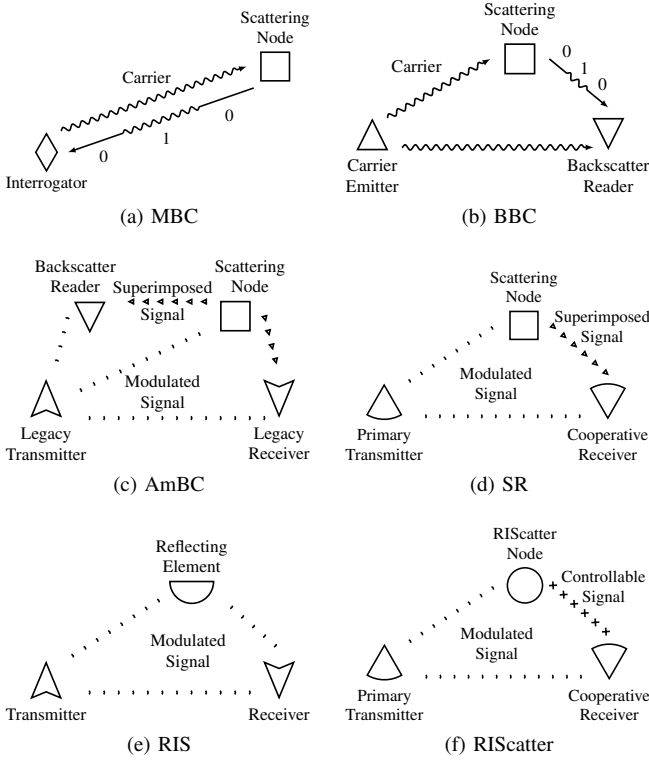 Scattering
Node
Carrier
0
1
0
Interrogator
(a) MBC
Scattering
Node
Carrier
0
1
0
Carrier
Emitter
Backscatter
Reader
(b) BBC
Backscatter
Reader
Superimposed
Signal
Scattering
Node
Modulated
Signal
Legacy
Transmitter
Legacy
Receiver
(c) AmBC
Scattering
Node
Superimposed
Signal
Modulated
Signal
Primary
Transmitter
Cooperative
Receiver
(d) SR
Reflecting
Element
Modulated
Signal
Transmitter
Receiver
(e) RIS
RIScatter
Node
Controllable
Signal
Modulated
Signal
Primary
Transmitter
Cooperative
Receiver
(f) RIScatter